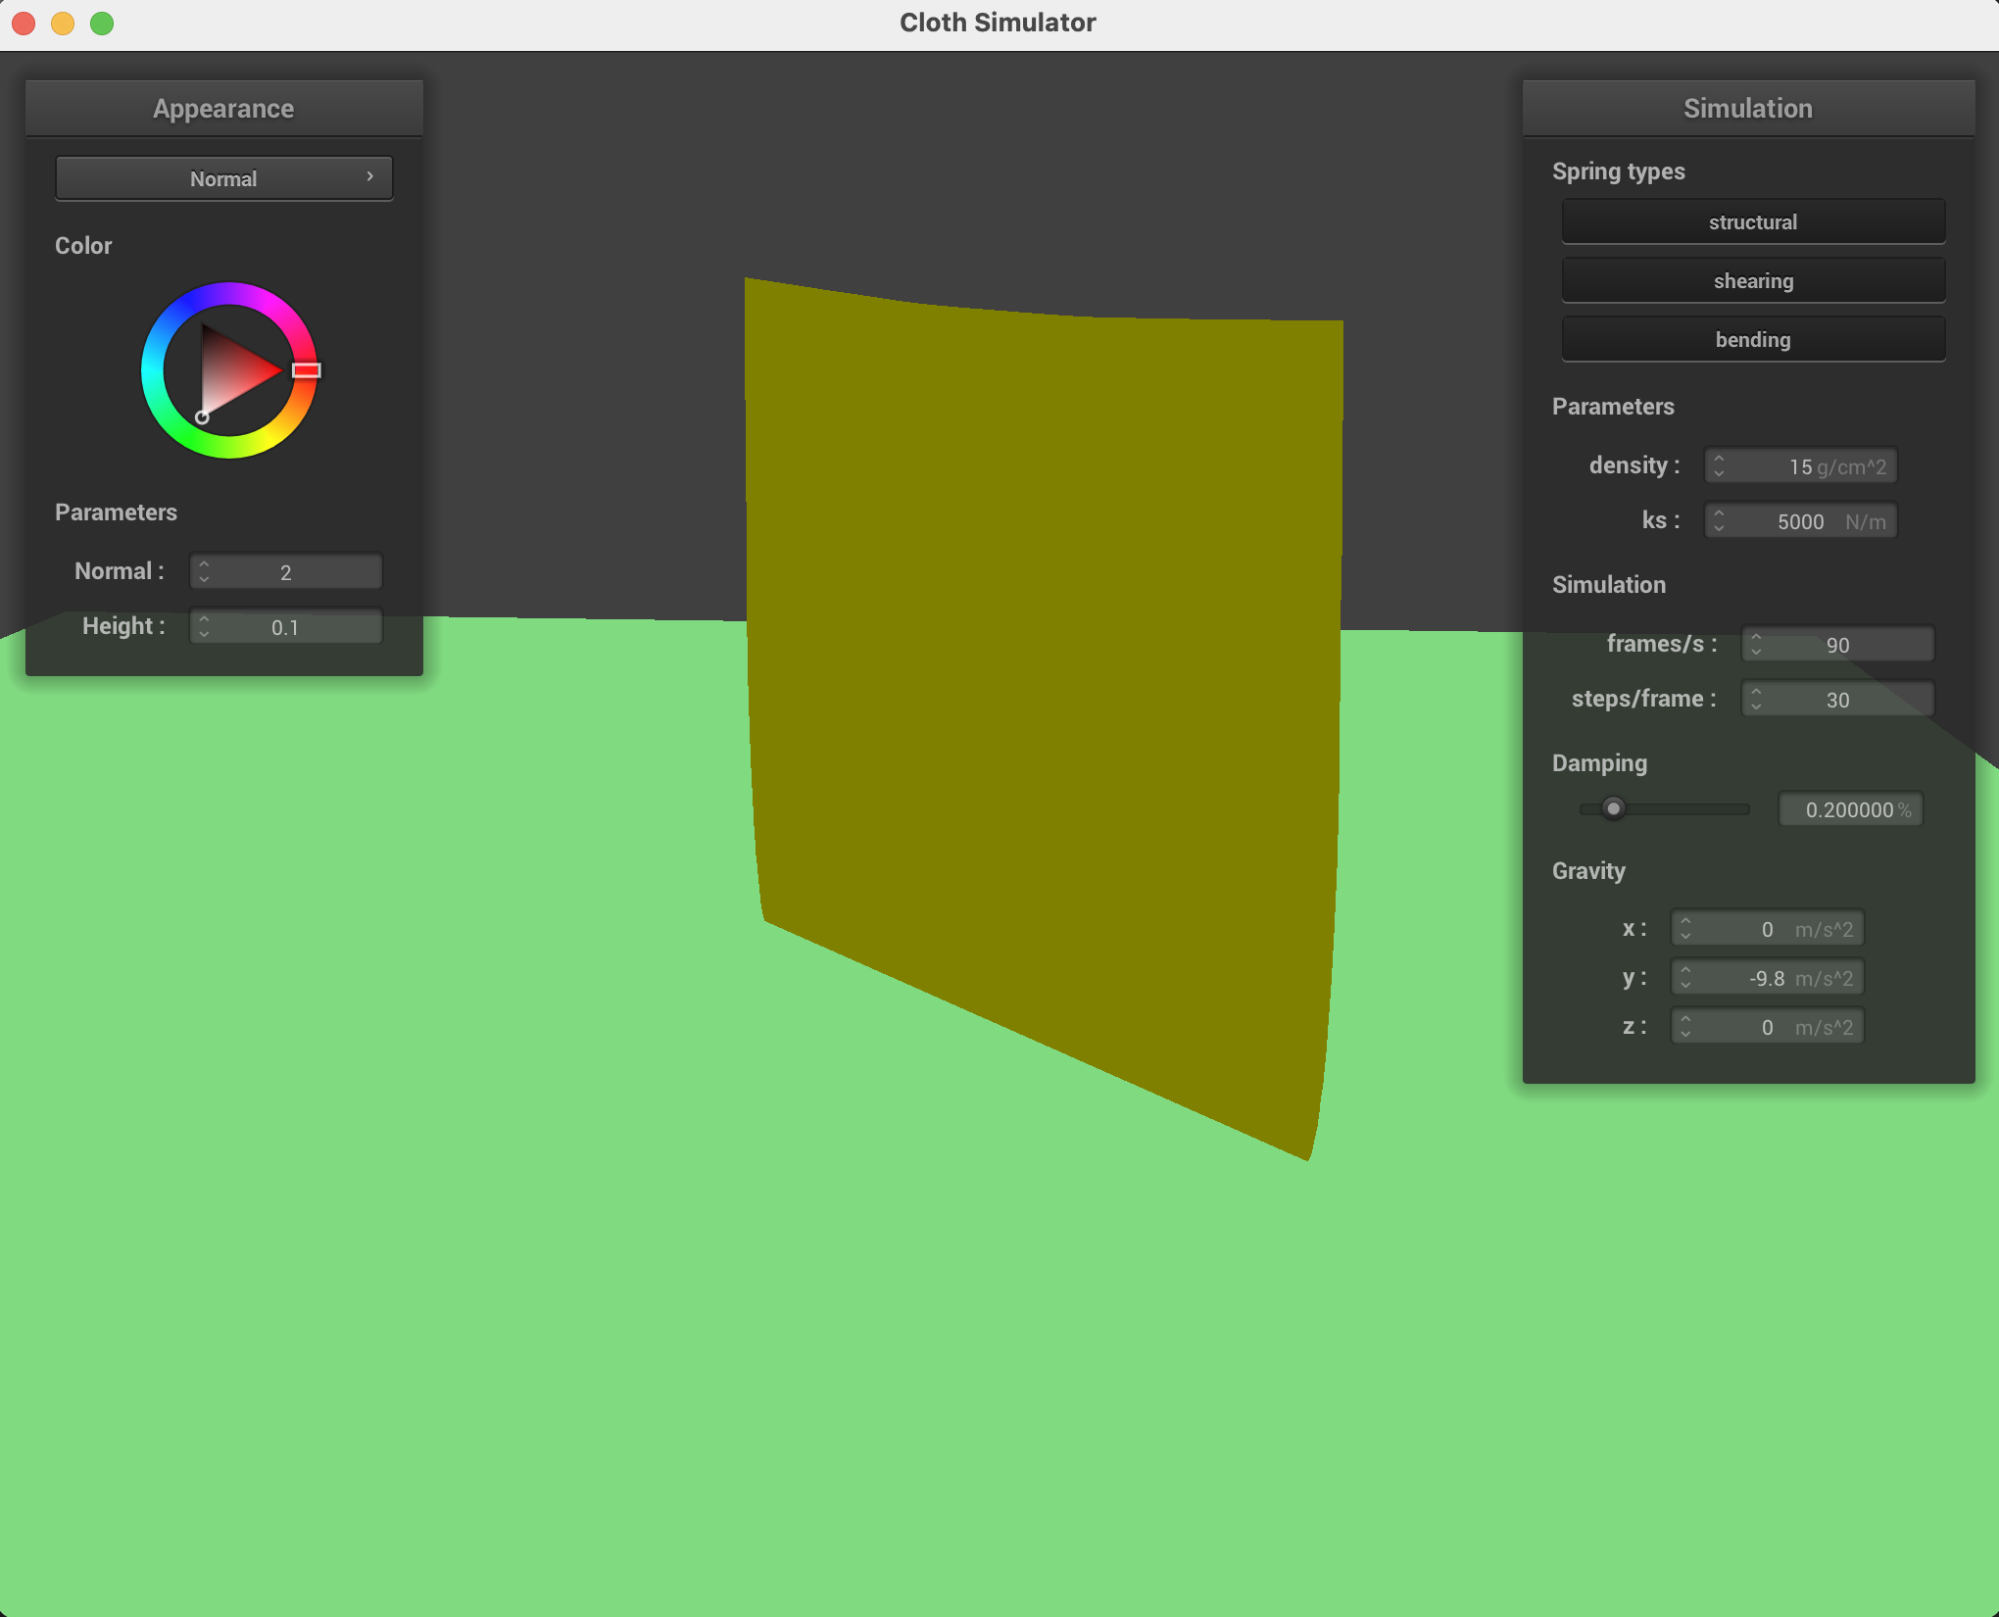 Cloth Simulator
Appearance
Normal
Color
Parameters
Normal : 2
Height : 0.1
Simulation
Spring types
structural
shearing
bending
Parameters
density : 15 g/cm^2
ks : 5000 N/m
Simulation
frames/s : 90
steps/frame : 30
Damping
0.200000 %
Gravity
x : 0 m/s^2
y : -9.8 m/s^2
z : 0 m/s^2